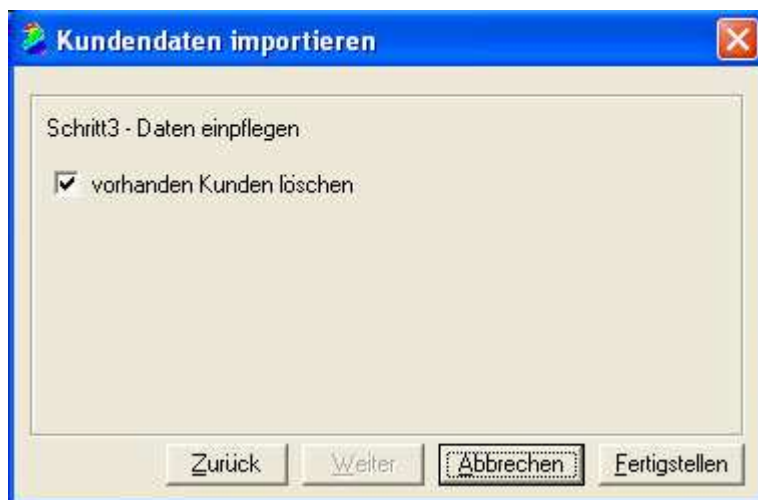 Kundendaten importieren
Schritt3 - Daten einpflegen
vorhanden Kunden löschen
Zurück Weiter Abbrechen Fertigstellen